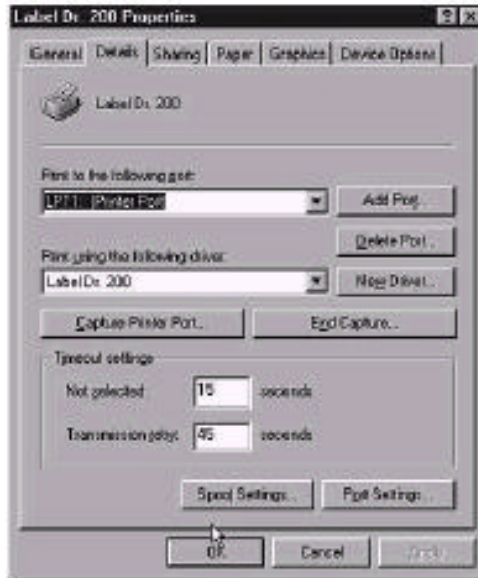 Label Dr. 200 Properties
General Details Sharing Paper Graphics Device Options
Label Dr. 200
Print to the following port:
LPT1: (Printer Port) Add Port..
Delete Port..
Print using the following driver:
Label Dr. 200 New Driver...
Capture Printer Port.. End Capture...
Timeout settings
Not selected: 15 seconds
Transmission retry: 45 seconds
Spool Settings... Port Settings...
OK Cancel Apply